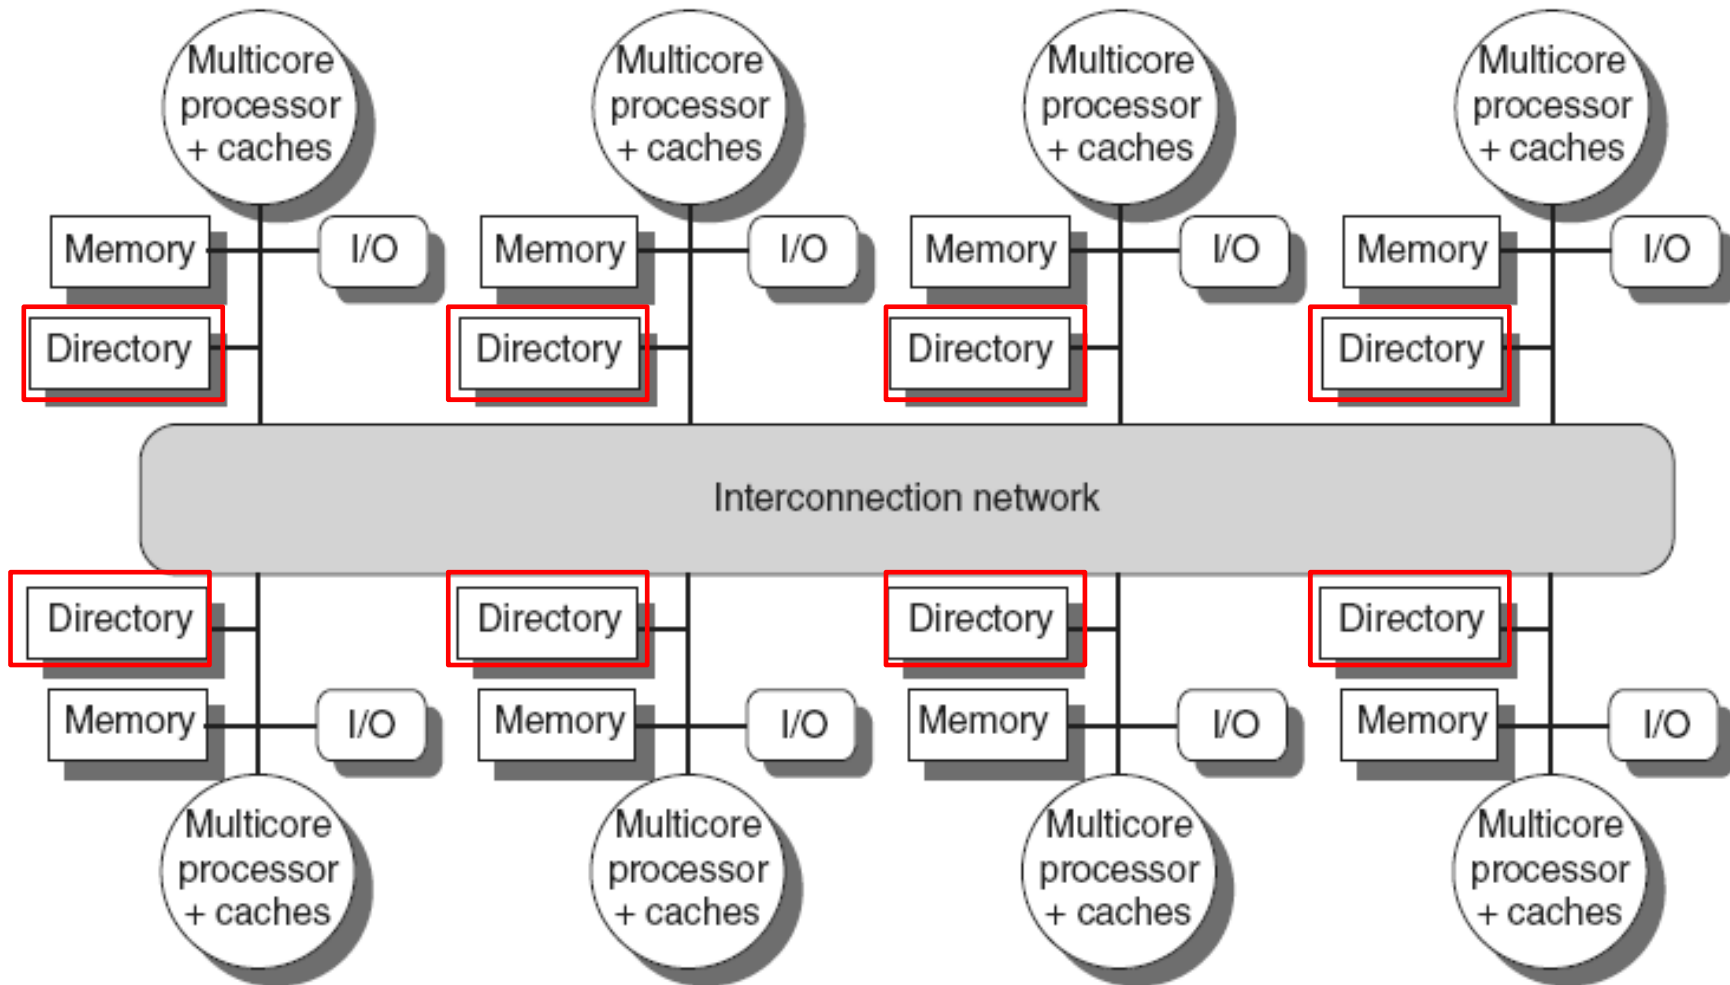 Multicore
processor
+ caches
Multicore
processor
+ caches
Multicore
processor
+ caches
Multicore
processor
+ caches
Memory
I/O
Memory
I/O
Memory
I/O
Memory
I/O
Directory
Directory
Directory
Directory
Interconnection network
Directory
Directory
Directory
Directory
Memory
I/O
Memory
I/O
Memory
I/O
Memory
I/O
Multicore
processor
+ caches
Multicore
processor
+ caches
Multicore
processor
+ caches
Multicore
processor
+ caches